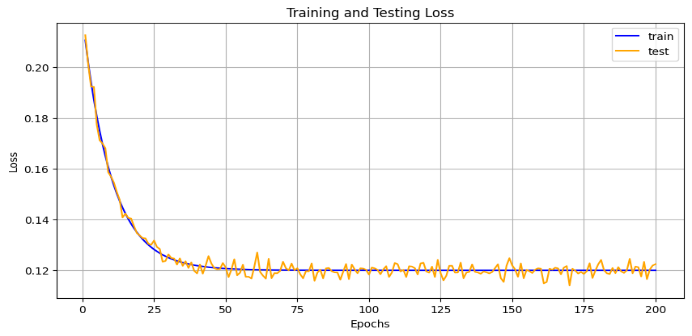 Training and Testing Loss
train
test
0.20
0.18
0.16
0.14
0.12
Loss
0 25 50 75 100 125 150 175 200
Epochs